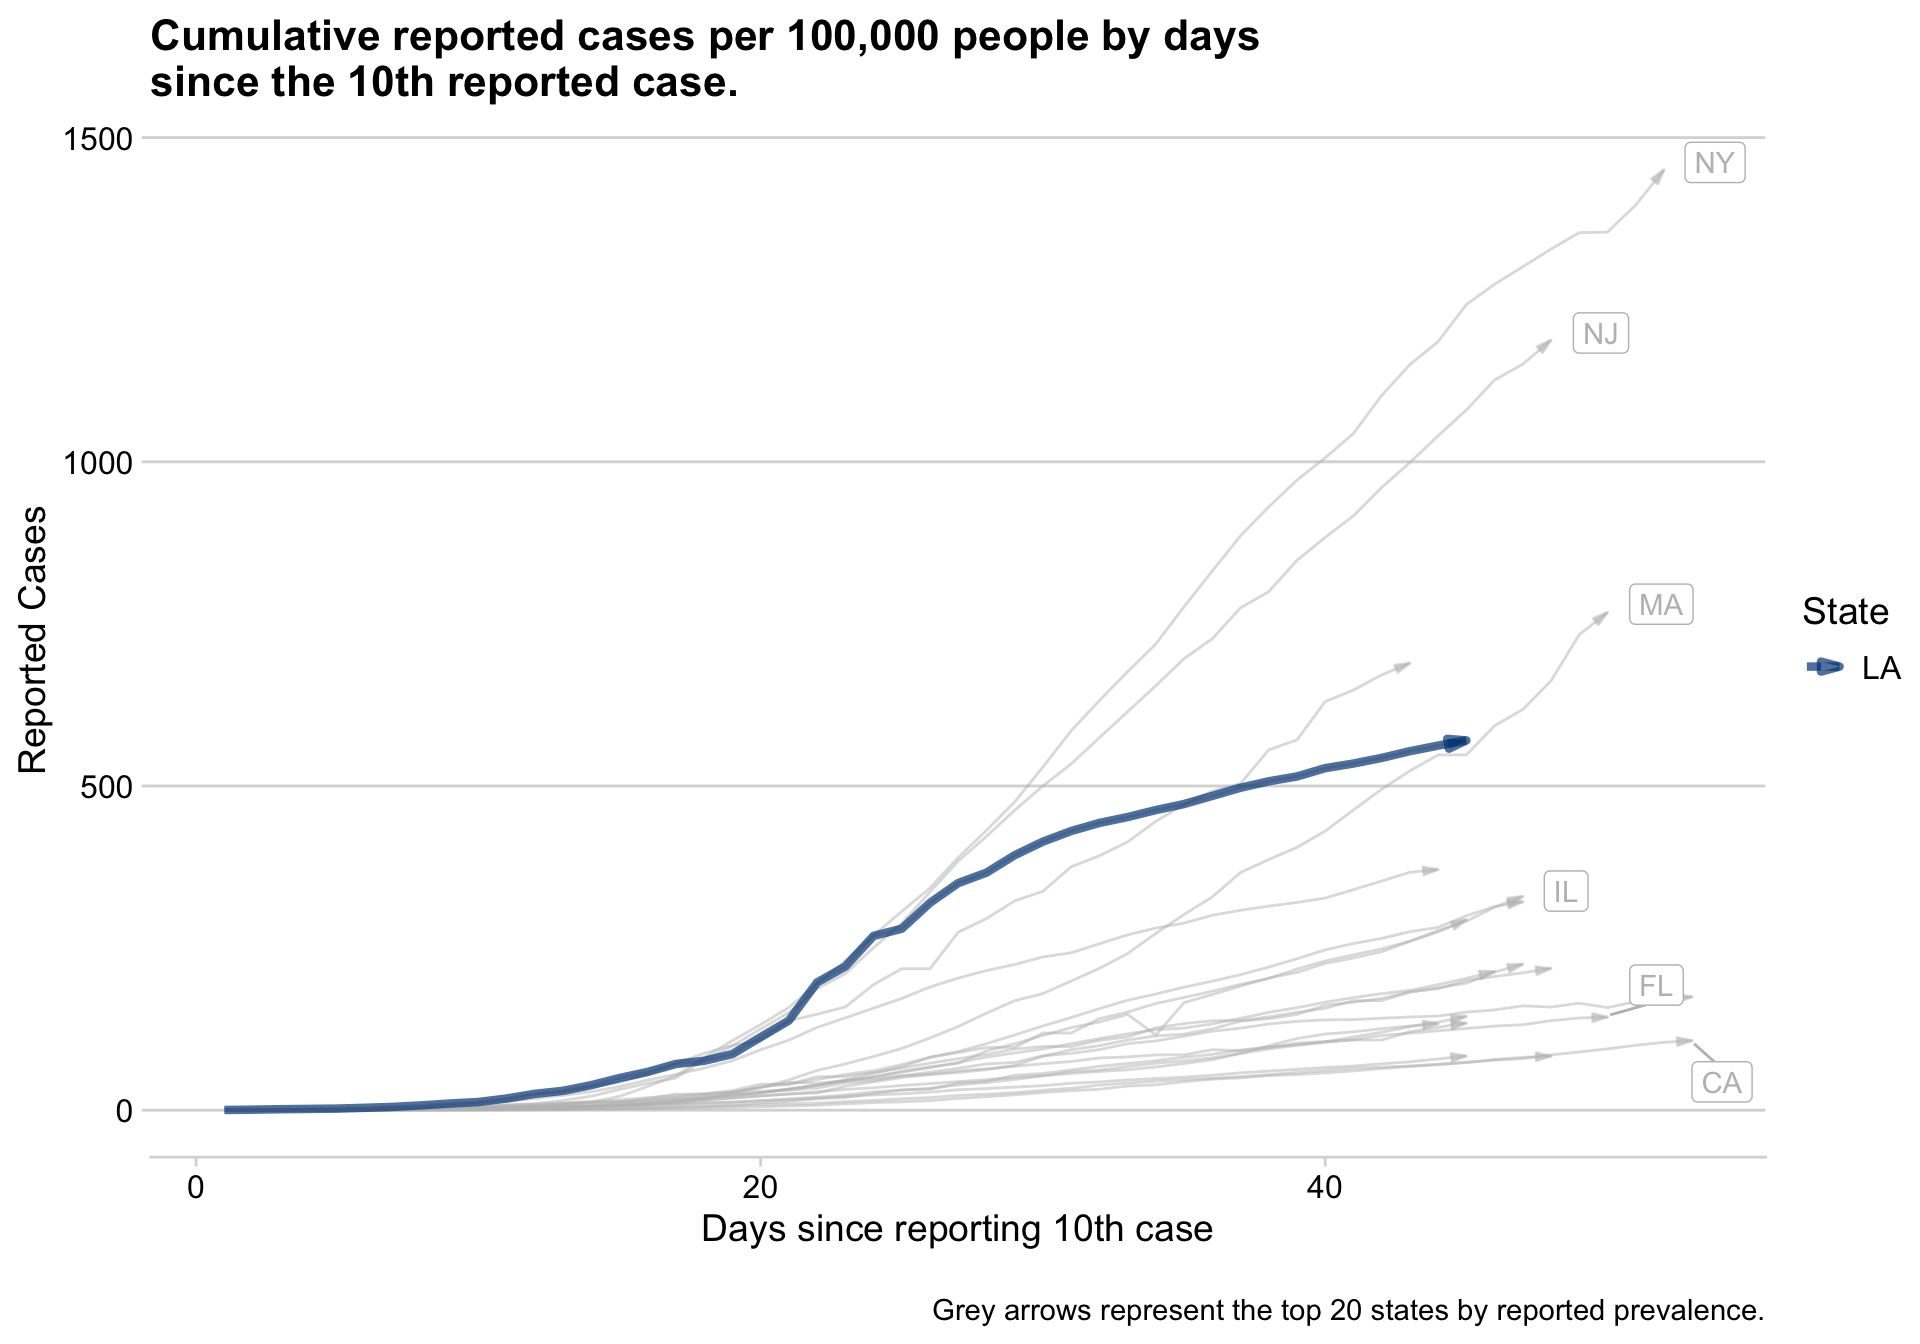 Cumulative reported cases per 100,000 people by days
since the 10th reported case.
1500
NY
NJ
1000
Reported Cases
MA
State
LA
500
IL
FL
CA
0
0 20 40
Days since reporting 10th case
Grey arrows represent the top 20 states by reported prevalence.